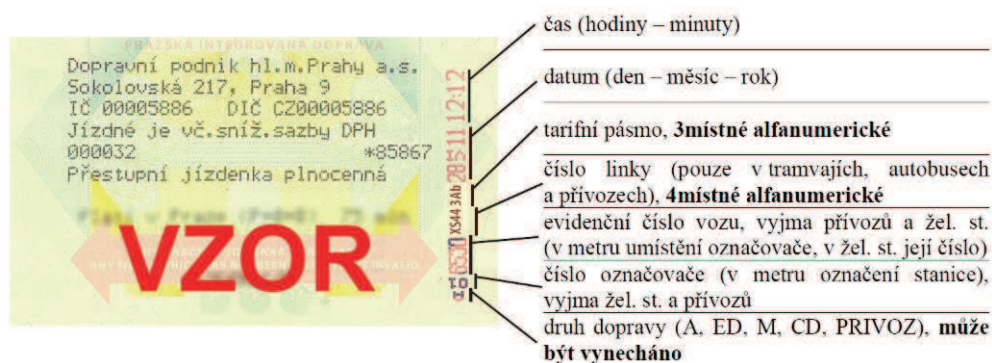 PRAŽSKÁ INTEGROVANÁ DOPRAVA
Dopravní podnik hl.m.Prahy a.s.
Sokolovská 217, Praha 9
IČ 00005886 DIČ CZ00005886
Jízdné je vč.sníž.sazby DPH
000032 *85867
Přestupní jízdenka plnocenná
VZOR
12:12
XS44 3Ab
čas (hodiny – minuty)
datum (den – měsíc – rok)
tarifní pásmo, 3místné alfanumerické
číslo linky (pouze v tramvajích, autobusech
a přívozech), 4místné alfanumerické
evidenční číslo vozu, vyjma přívozů a žel. st.
(v metru umístění označovače, v žel. st. její číslo)
číslo označovače (v metru označení stanice),
vyjma žel. st. a přívozů
druh dopravy (A, ED, M, CD, PRIVOZ), může
být vynecháno